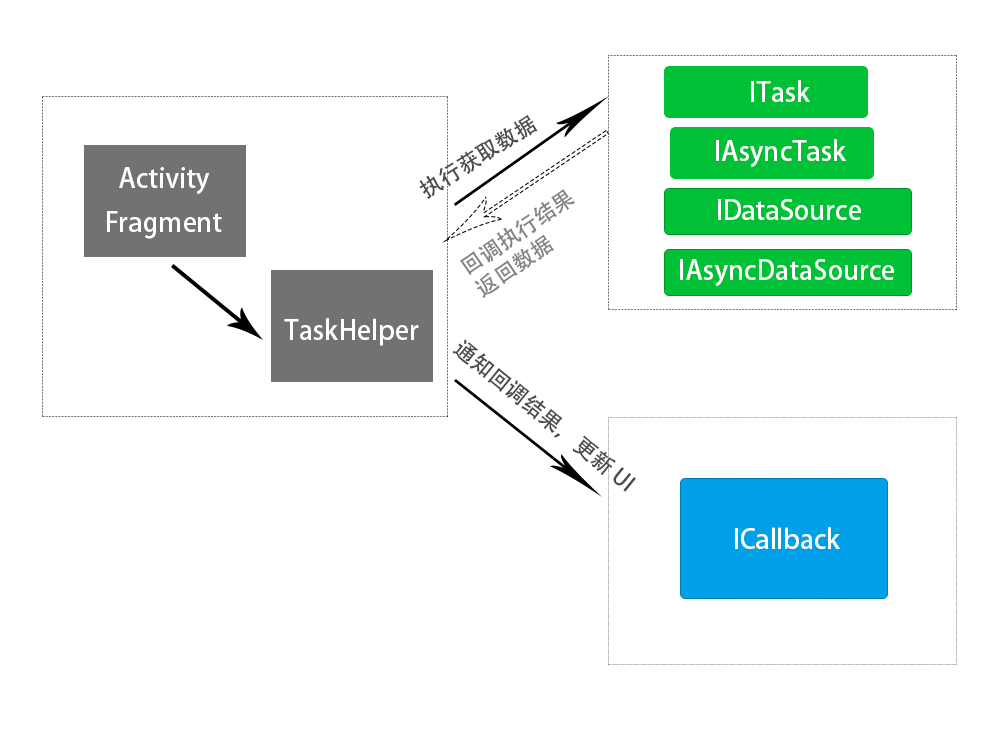 Activity
Fragment
TaskHelper
执行获取数据
回调执行结果
返回数据
ITask
IAsyncTask
IDataSource
IAsyncDataSource
通知回调结果，更新 UI
ICallback